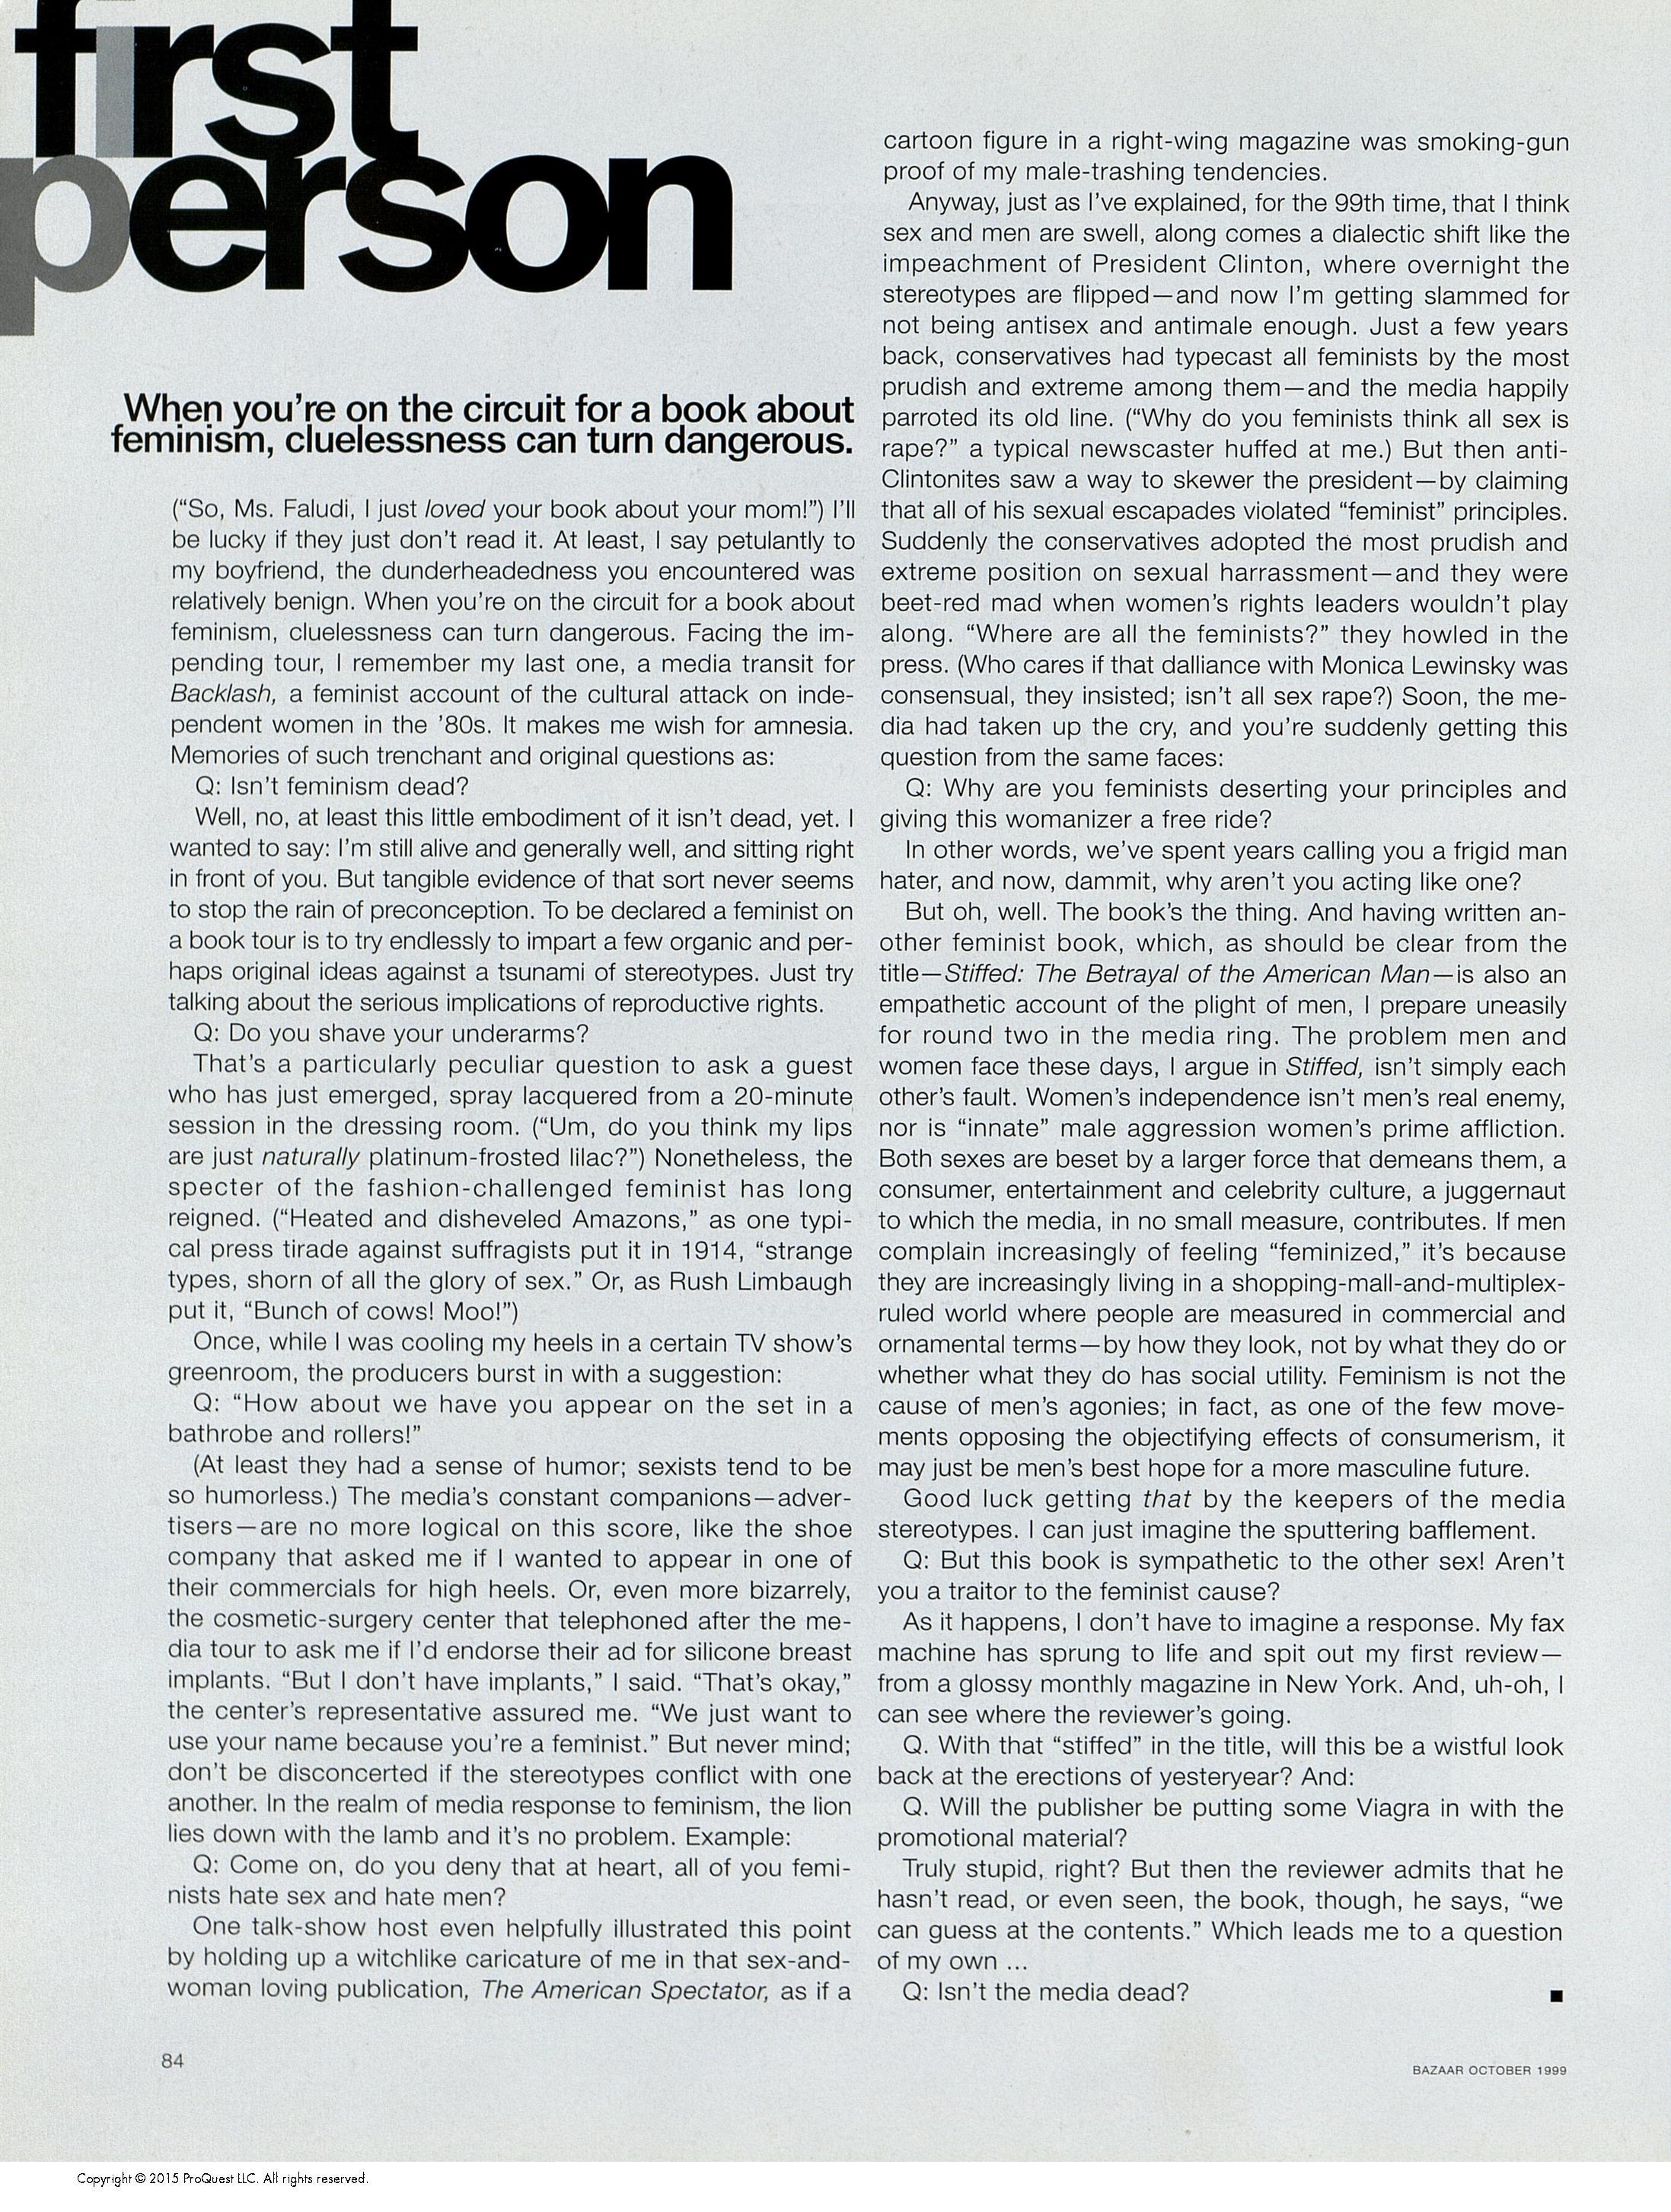 first
person
When you're on the circuit for a book about
feminism, cluelessness can turn dangerous.
(“So, Ms. Faludi, I just loved your book about your mom!”) I'll
be lucky if they just don't read it. At least, I say petulantly to
my boyfriend, the dunderheadedness you encountered was
relatively benign. When you're on the circuit for a book about
feminism, cluelessness can turn dangerous. Facing the im-
pending tour, I remember my last one, a media transit for
Backlash, a feminist account of the cultural attack on inde-
pendent women in the '80s. It makes me wish for amnesia.
Memories of such trenchant and original questions as:
Q: Isn't feminism dead?
Well, no, at least this little embodiment of it isn't dead, yet. I
wanted to say: I'm still alive and generally well, and sitting right
in front of you. But tangible evidence of that sort never seems
to stop the rain of preconception. To be declared a feminist on
a book tour is to try endlessly to impart a few organic and per-
haps original ideas against a tsunami of stereotypes. Just try
talking about the serious implications of reproductive rights.
Q: Do you shave your underarms?
That's a particularly peculiar question to ask a guest
who has just emerged, spray lacquered from a 20-minute
session in the dressing room. (“Um, do you think my lips
are just naturally platinum-frosted lilac?”) Nonetheless, the
specter of the fashion-challenged feminist has long
reigned. (“Heated and disheveled Amazons,” as one typi-
cal press tirade against suffragists put it in 1914, “strange
types, shorn of all the glory of sex.” Or, as Rush Limbaugh
put it, “Bunch of cows! Moo!”)
Once, while I was cooling my heels in a certain TV show's
greenroom, the producers burst in with a suggestion:
Q: “How about we have you appear on the set in a
bathrobe and rollers!”
(At least they had a sense of humor; sexists tend to be
so humorless.) The media's constant companions—adver-
tisers—are no more logical on this score, like the shoe
company that asked me if I wanted to appear in one of
their commercials for high heels. Or, even more bizarrely,
the cosmetic-surgery center that telephoned after the me-
dia tour to ask me if I'd endorse their ad for silicone breast
implants. “But I don't have implants,” I said. “That's okay,”
the center's representative assured me. “We just want to
use your name because you're a feminist.” But never mind;
don't be disconcerted if the stereotypes conflict with one
another. In the realm of media response to feminism, the lion
lies down with the lamb and it's no problem. Example:
Q: Come on, do you deny that at heart, all of you femi-
nists hate sex and hate men?
One talk-show host even helpfully illustrated this point
by holding up a witchlike caricature of me in that sex-and-
woman loving publication, The American Spectator, as if a
cartoon figure in a right-wing magazine was smoking-gun
proof of my male-trashing tendencies.
Anyway, just as I've explained, for the 99th time, that I think
sex and men are swell, along comes a dialectic shift like the
impeachment of President Clinton, where overnight the
stereotypes are flipped—and now I'm getting slammed for
not being antisex and antimale enough. Just a few years
back, conservatives had typecast all feminists by the most
prudish and extreme among them—and the media happily
parroted its old line. (“Why do you feminists think all sex is
rape?” a typical newscaster huffed at me.) But then anti-
Clintonites saw a way to skewer the president—by claiming
that all of his sexual escapades violated “feminist” principles.
Suddenly the conservatives adopted the most prudish and
extreme position on sexual harrassment—and they were
beet-red mad when women's rights leaders wouldn't play
along. “Where are all the feminists?” they howled in the
press. (Who cares if that dalliance with Monica Lewinsky was
consensual, they insisted; isn't all sex rape?) Soon, the me-
dia had taken up the cry, and you're suddenly getting this
question from the same faces:
Q: Why are you feminists deserting your principles and
giving this womanizer a free ride?
In other words, we've spent years calling you a frigid man
hater, and now, dammit, why aren't you acting like one?
But oh, well. The book's the thing. And having written an-
other feminist book, which, as should be clear from the
title—Stiffed: The Betrayal of the American Man—is also an
empathetic account of the plight of men, I prepare uneasily
for round two in the media ring. The problem men and
women face these days, I argue in Stiffed, isn't simply each
other's fault. Women's independence isn't men's real enemy,
nor is “innate” male aggression women's prime affliction.
Both sexes are beset by a larger force that demeans them, a
consumer, entertainment and celebrity culture, a juggernaut
to which the media, in no small measure, contributes. If men
complain increasingly of feeling “feminized,” it's because
they are increasingly living in a shopping-mall-and-multiplex-
ruled world where people are measured in commercial and
ornamental terms—by how they look, not by what they do or
whether what they do has social utility. Feminism is not the
cause of men's agonies; in fact, as one of the few move-
ments opposing the objectifying effects of consumerism, it
may just be men's best hope for a more masculine future.
Good luck getting that by the keepers of the media
stereotypes. I can just imagine the sputtering bafflement.
Q: But this book is sympathetic to the other sex! Aren't
you a traitor to the feminist cause?
As it happens, I don't have to imagine a response. My fax
machine has sprung to life and spit out my first review—
from a glossy monthly magazine in New York. And, uh-oh, I
can see where the reviewer's going.
Q. With that “stiffed” in the title, will this be a wistful look
back at the erections of yesteryear? And:
Q. Will the publisher be putting some Viagra in with the
promotional material?
Truly stupid, right? But then the reviewer admits that he
hasn't read, or even seen, the book, though, he says, “we
can guess at the contents.” Which leads me to a question
of my own ...
Q: Isn't the media dead? ■
84
BAZAAR OCTOBER 1999
Copyright © 2015 ProQuest LLC. All rights reserved.